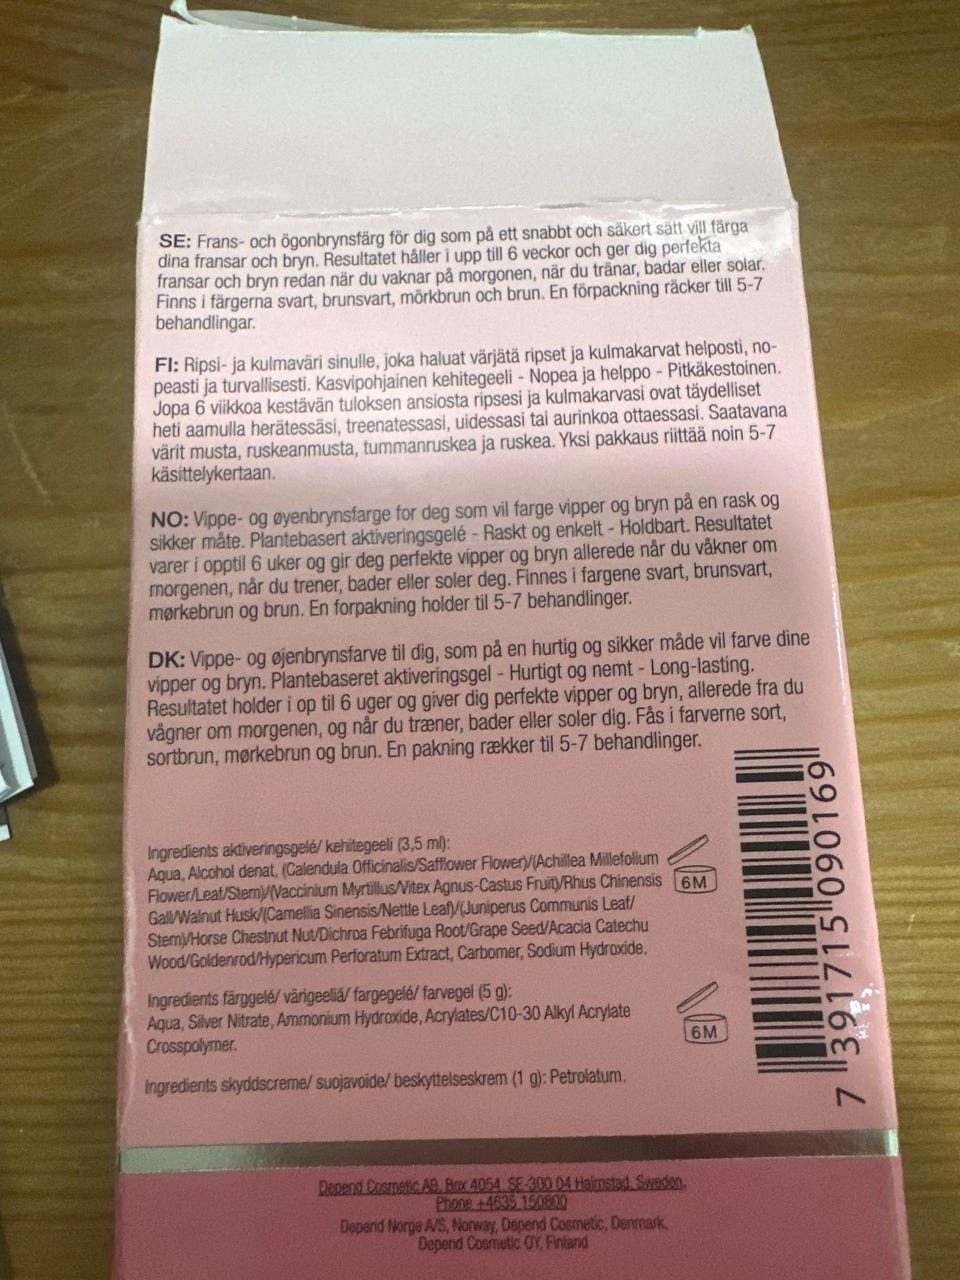 SE: Frans- och ögonbrynsfärg för dig som på ett snabbt och säkert sätt vill färga
dina fransar och bryn. Resultatet håller i upp till 6 veckor och ger dig perfekta
fransar och bryn redan när du vaknar på morgonen, när du tränar, badar eller solar.
Finns i färgerna svart, brunsvart, mörkbrun och brun. En förpackning räcker till 5-7
behandlingar.
FI: Ripsi- ja kulmaväri sinulle, joka haluat värjätä ripset ja kulmakarvat helposti, no-
peasti ja turvallisesti. Kasvipohjainen kehitegeeli - Nopea ja helppo - Pitkäkestoinen.
Jopa 6 viikkoa kestävän tuloksen ansiosta ripsesi ja kulmakarvasi ovat täydelliset
heti aamulla herätessäsi, treenatessasi, uidessasi tai aurinkoa ottaessasi. Saatavana
värit musta, ruskeanmusta, tummanruskea ja ruskea. Yksi pakkaus riittää noin 5-7
käsittelykertaan.
NO: Vippe- og øyenbrynsfarge for deg som vil farge vipper og bryn på en rask og
sikker måte. Plantebasert aktiveringsgelé - Raskt og enkelt - Holdbart. Resultatet
varer i opptil 6 uker og gir deg perfekte vipper og bryn allerede når du våkner om
morgenen, når du trener, bader eller soler deg. Finnes i fargene svart, brunsvart,
mørkebrun og brun. En forpakning holder til 5-7 behandlinger.
DK: Vippe- og øjenbrynsfarve til dig, som på en hurtig og sikker måde vil farve dine
vipper og bryn. Plantebaseret aktiveringsgel - Hurtigt og nemt - Long-lasting.
Resultatet holder i op til 6 uger og giver dig perfekte vipper og bryn, allerede fra du
vågner om morgenen, og når du træner, bader eller soler dig. Fås i farverne sort,
sortbrun, mørkebrun og brun. En pakning rækker til 5-7 behandlinger.
Ingredients aktiveringsgelé/ kehitegeeli (3,5 ml):
Aqua, Alcohol denat, (Calendula Officinalis/Safflower Flower)/(Achillea Millefolium
Flower/Leaf/Stem)/(Vaccinium Myrtillus/Vitex Agnus-Castus Fruit)/Rhus Chinensis
Gall/Walnut Husk/(Camellia Sinensis/Nettle Leaf)/(Juniperus Communis Leaf/
Stem)/Horse Chestnut Nut/Dichroa Febrifuga Root/Grape Seed/Acacia Catechu
Wood/Goldenrod/Hypericum Perforatum Extract, Carbomer, Sodium Hydroxide.
6M
Ingredients färggelé/ värigeeliä/ fargegelé/ farvegel (5 g):
Aqua, Silver Nitrate, Ammonium Hydroxide, Acrylates/C10-30 Alkyl Acrylate
Crosspolymer.
6M
Ingredients skyddscreme/ suojavoide/ beskyttelseskrem (1 g): Petrolatum.
7 391715 090169
Depend Cosmetic AB, Box 4054, SE-300 04 Halmstad, Sweden,
Phone +4635 150800
Depend Norge A/S, Norway, Depend Cosmetic, Denmark,
Depend Cosmetic OY, Finland